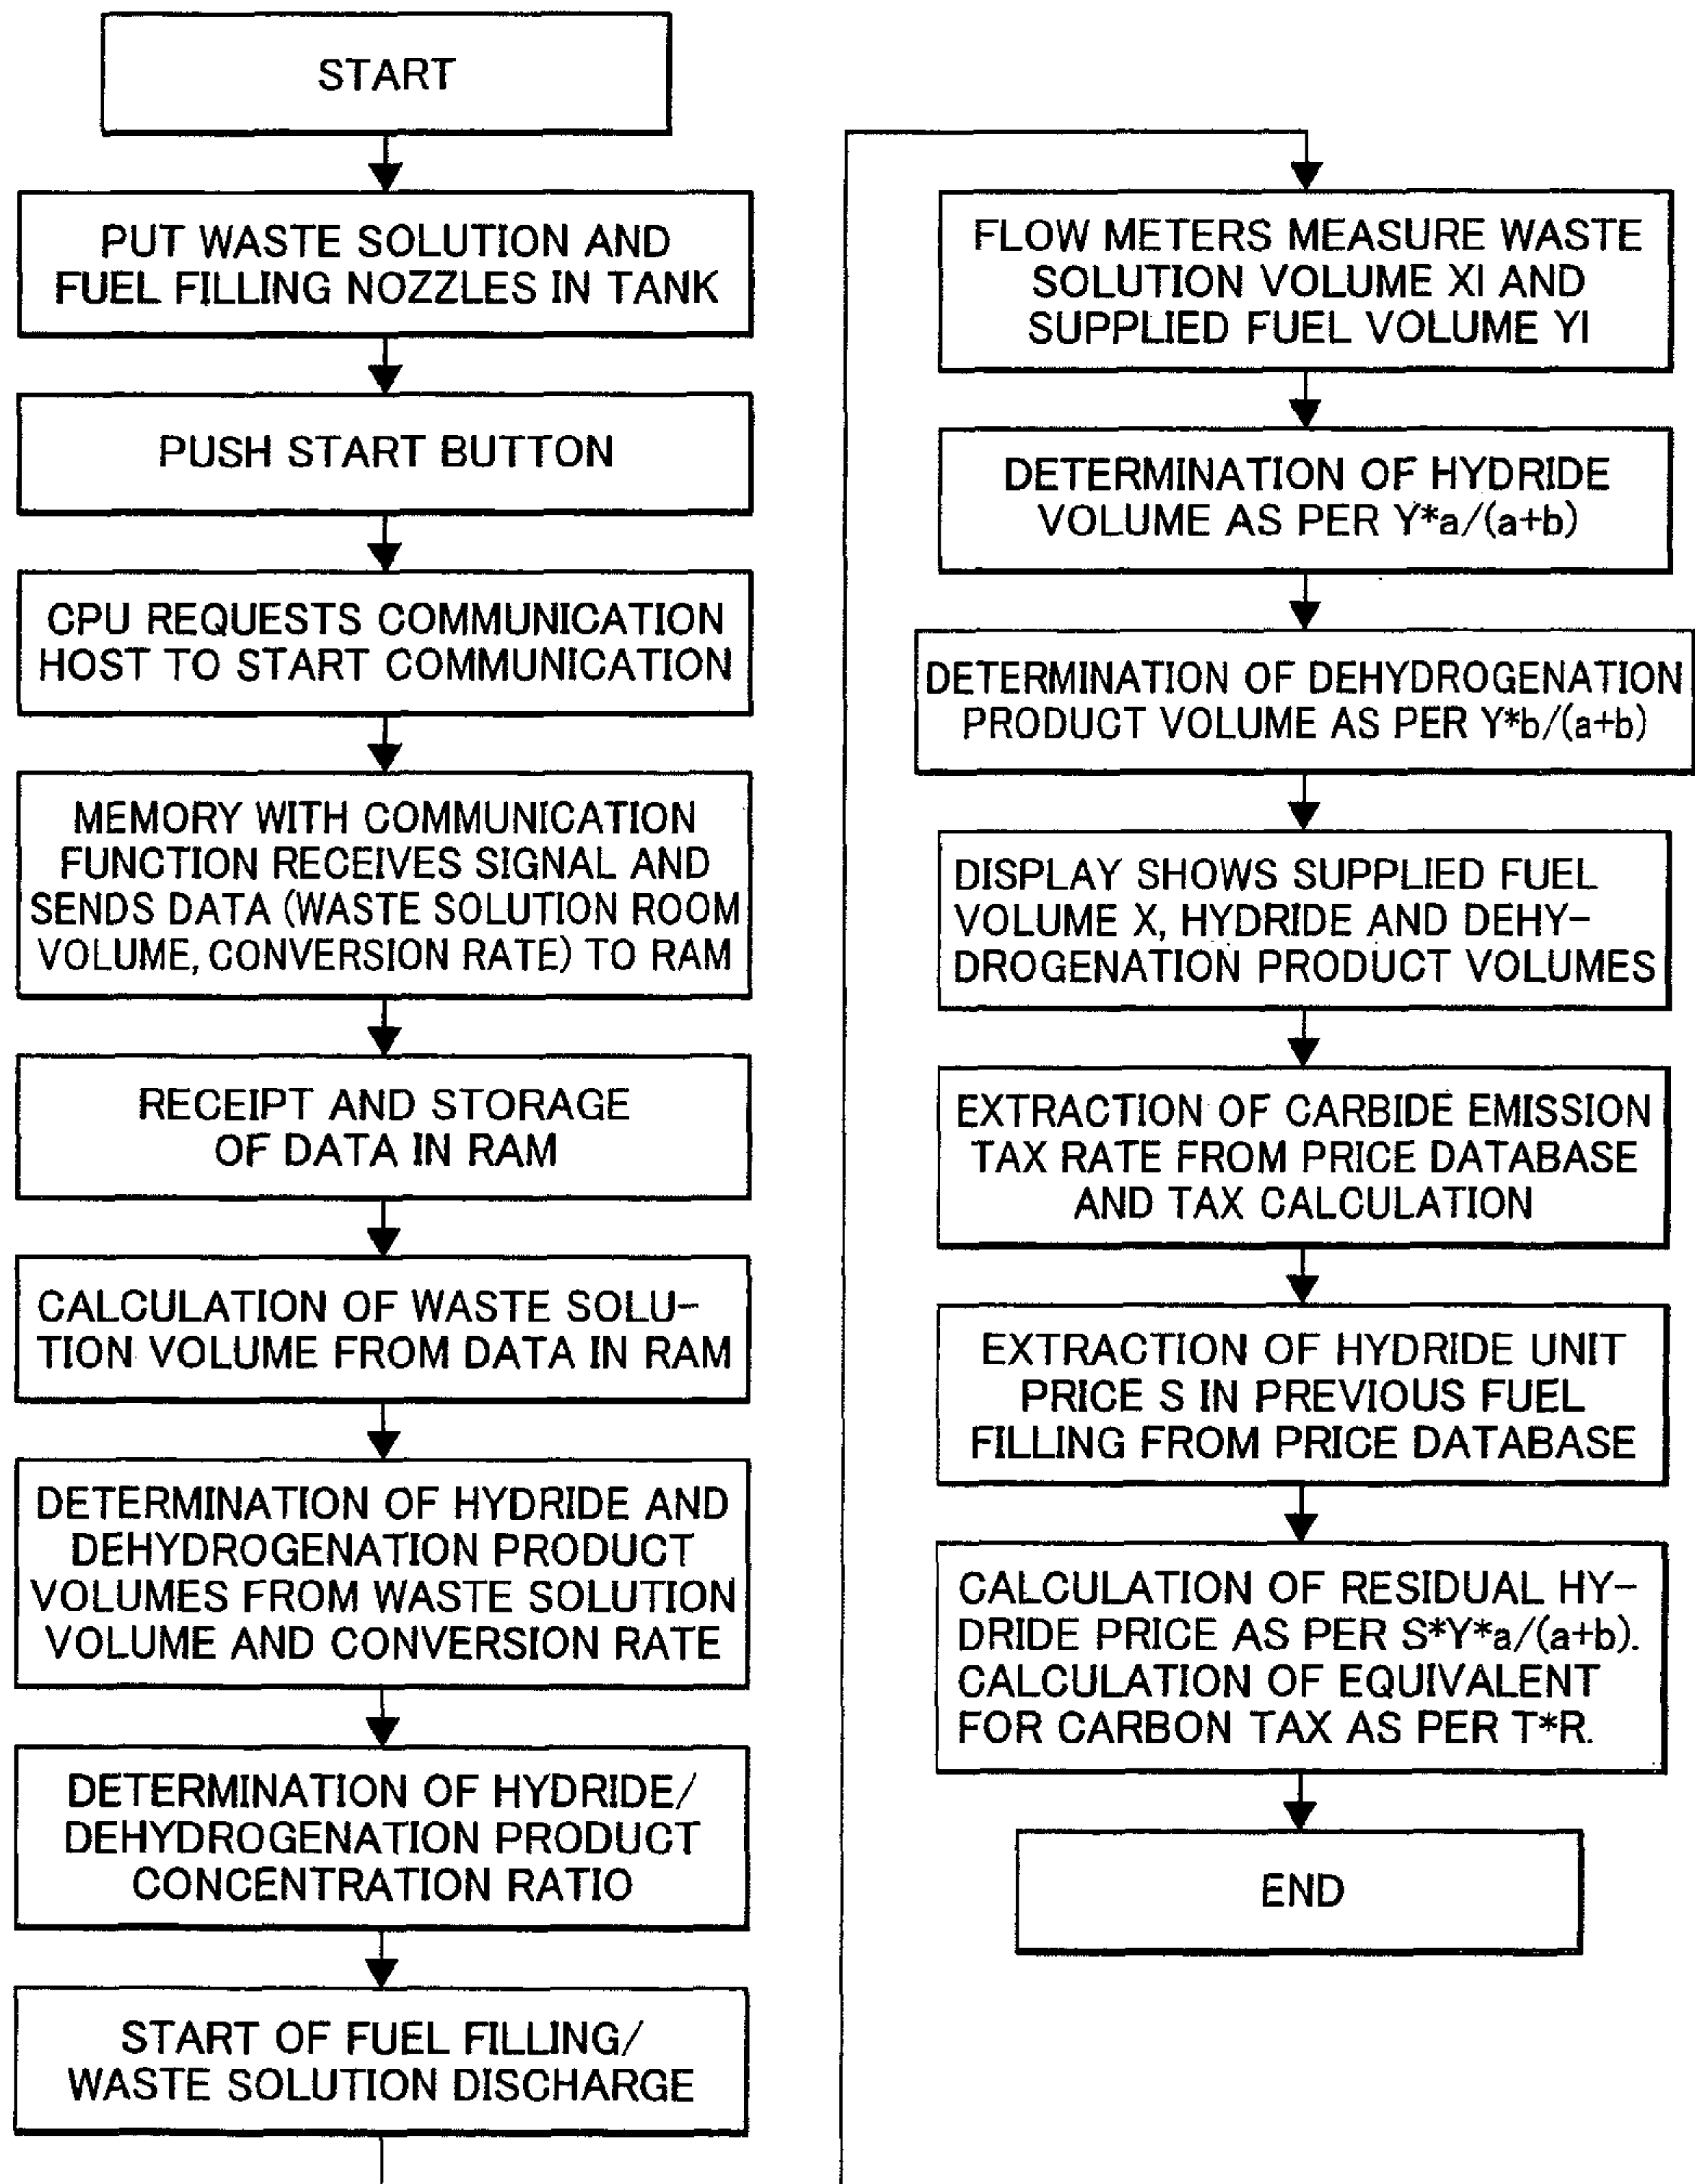 START
PUT WASTE SOLUTION AND
FUEL FILLING NOZZLES IN TANK
PUSH START BUTTON
CPU REQUESTS COMMUNICATION
HOST TO START COMMUNICATION
MEMORY WITH COMMUNICATION
FUNCTION RECEIVES SIGNAL AND
SENDS DATA (WASTE SOLUTION ROOM
VOLUME, CONVERSION RATE) TO RAM
RECEIPT AND STORAGE
OF DATA IN RAM
CALCULATION OF WASTE SOLU-
TION VOLUME FROM DATA IN RAM
DETERMINATION OF HYDRIDE AND
DEHYDROGENATION PRODUCT
VOLUMES FROM WASTE SOLUTION
VOLUME AND CONVERSION RATE
DETERMINATION OF HYDRIDE/
DEHYDROGENATION PRODUCT
CONCENTRATION RATIO
START OF FUEL FILLING/
WASTE SOLUTION DISCHARGE
FLOW METERS MEASURE WASTE
SOLUTION VOLUME XI AND
SUPPLIED FUEL VOLUME YI
DETERMINATION OF HYDRIDE
VOLUME AS PER Y*a/(a+b)
DETERMINATION OF DEHYDROGENATION
PRODUCT VOLUME AS PER Y*b/(a+b)
DISPLAY SHOWS SUPPLIED FUEL
VOLUME X, HYDRIDE AND DEHY-
DROGENATION PRODUCT VOLUMES
EXTRACTION OF CARBIDE EMISSION
TAX RATE FROM PRICE DATABASE
AND TAX CALCULATION
EXTRACTION OF HYDRIDE UNIT
PRICE S IN PREVIOUS FUEL
FILLING FROM PRICE DATABASE
CALCULATION OF RESIDUAL HY-
DRIDE PRICE AS PER S*Y*a/(a+b).
CALCULATION OF EQUIVALENT
FOR CARBON TAX AS PER T*R.
END